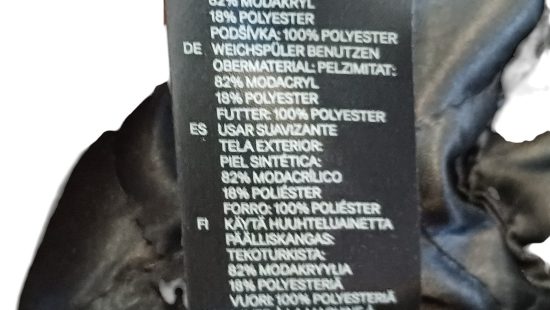 82% MODAKRYL
18% POLYESTER
PODŠÍVKA: 100% POLYESTER
DE WEICHSPÜLER BENUTZEN
OBERMATERIAL: PELZIMITAT:
82% MODACRYL
18% POLYESTER
FUTTER: 100% POLYESTER
ES USAR SUAVIZANTE
TELA EXTERIOR:
PIEL SINTÉTICA:
82% MODACRÍLICO
18% POLIÉSTER
FORRO: 100% POLIÉSTER
FI KÄYTÄ HUUHTELUAINETTA
PÄÄLLISKANGAS:
TEKOTURKISTA:
82% MODAKRYYLIA
18% POLYESTERIÄ
VUORI: 100% POLYESTERIÄ